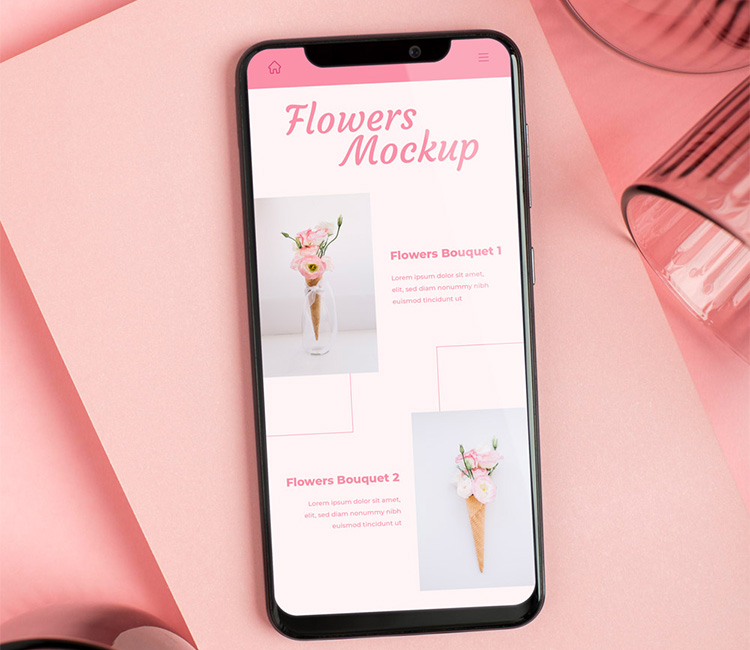 Flowers
Mockup
Flowers Bouquet 1
Lorem ipsum dolor sit amet,
elit, sed diam nonummy nibh
euismod tincidunt ut
Flowers Bouquet 2
Lorem ipsum dolor sit amet,
elit, sed diam nonummy nibh
euismod tincidunt ut